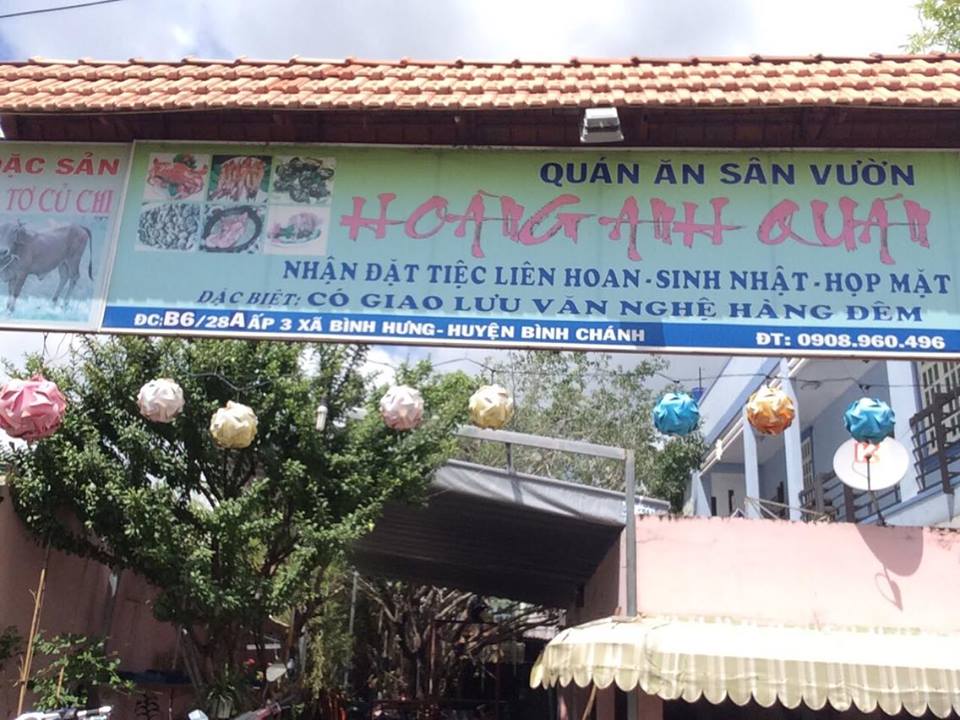 ĐẶC SẢN
TƠ CỦ CHI
QUÁN ĂN SÂN VƯỜN
HOANG ANH QUÁN
NHẬN ĐẶT TIỆC LIÊN HOAN - SINH NHẬT - HỌP MẶT
ĐẶC BIỆT: CÓ GIAO LƯU VĂN NGHỆ HÀNG ĐÊM
ĐC: B6/28A ẤP 3 XÃ BÌNH HƯNG - HUYỆN BÌNH CHÁNH
ĐT: 0908.960.496